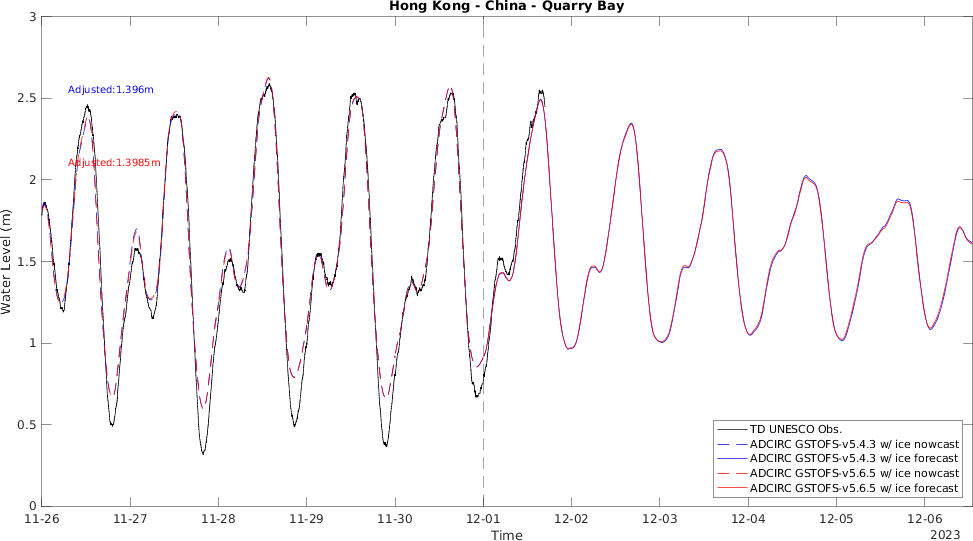 Hong Kong - China - Quarry Bay
3
2.5
2
1.5
1
0.5
0
Water Level (m)
Adjusted:1.396m
Adjusted:1.3985m
TD UNESCO Obs.
ADCIRC GSTOFS-v5.4.3 w/ ice nowcast
ADCIRC GSTOFS-v5.4.3 w/ ice forecast
ADCIRC GSTOFS-v5.6.5 w/ ice nowcast
ADCIRC GSTOFS-v5.6.5 w/ ice forecast
11-26 11-27 11-28 11-29 11-30 12-01 12-02 12-03 12-04 12-05 12-06
Time
2023